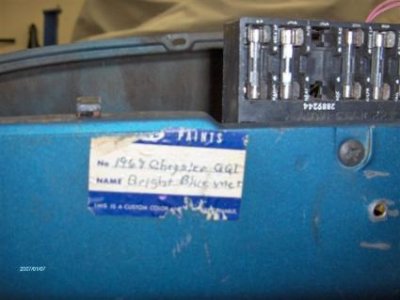 2889244
PAINTS
No 1967 Chrysler QQ1
NAME Bright Blue met
THIS IS A CUSTOM COLOR
2007/01/07